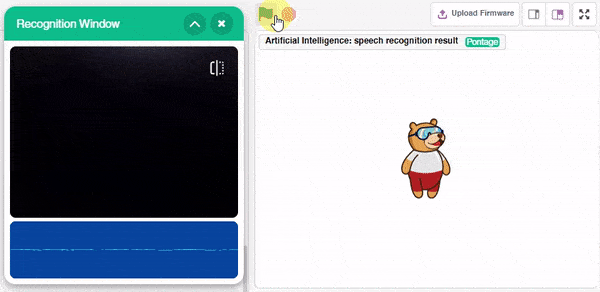 Recognition Window
Upload Firmware
Artificial Intelligence: speech recognition result Pontage